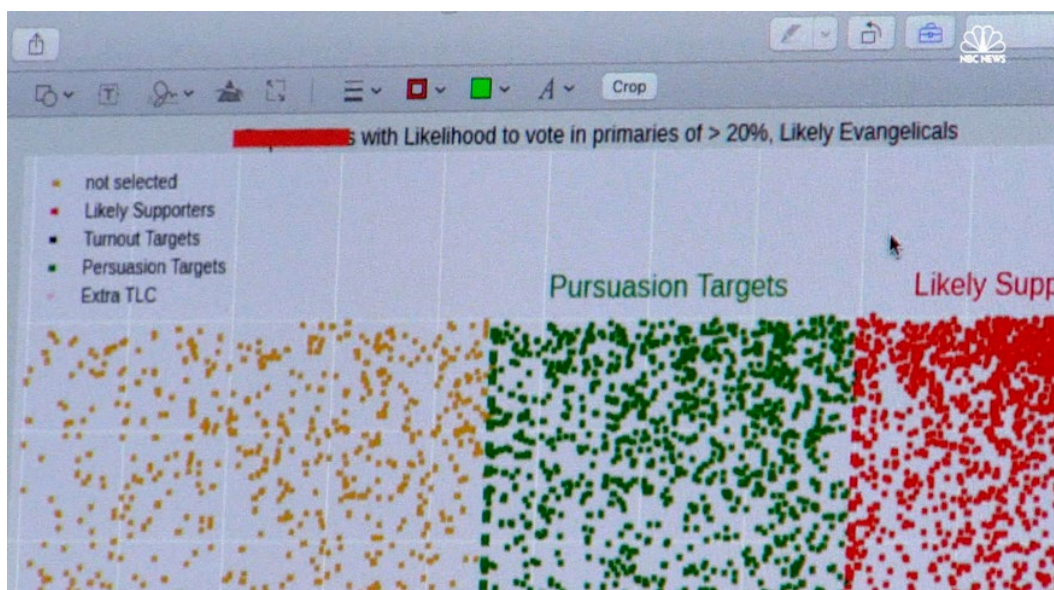 NBC NEWS
T
A
Crop
s with Likelihood to vote in primaries of > 20%, Likely Evangelicals
not selected
Likely Supporters
Turnout Targets
Persuasion Targets
Extra TLC
Pursuasion Targets
Likely Supp